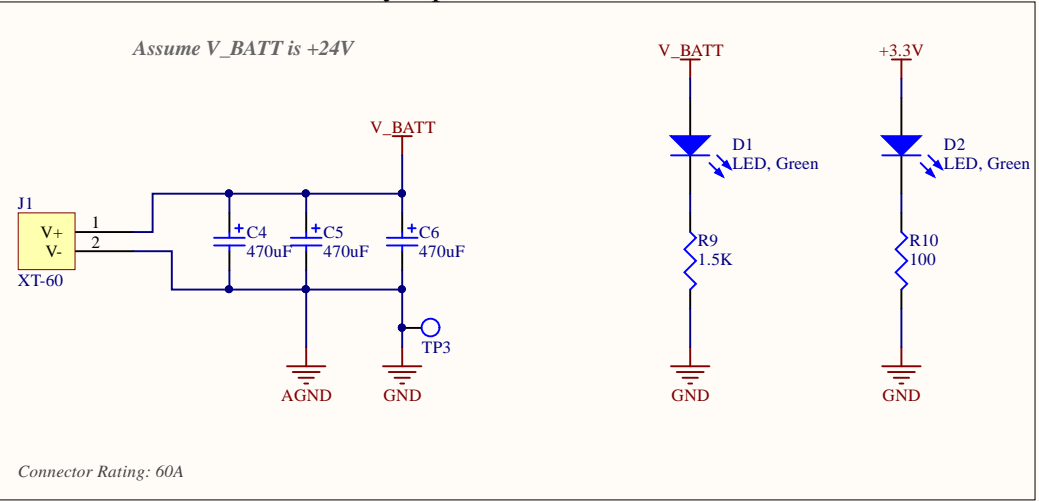 Assume V_BATT is +24V
V_BATT
+3.3V
V_BATT
D1
LED, Green
D2
LED, Green
J1
V+
1
V-
2
XT-60
C4
470uF
C5
470uF
C6
470uF
R9
1.5K
R10
100
TP3
AGND
GND
GND
GND
Connector Rating: 60A